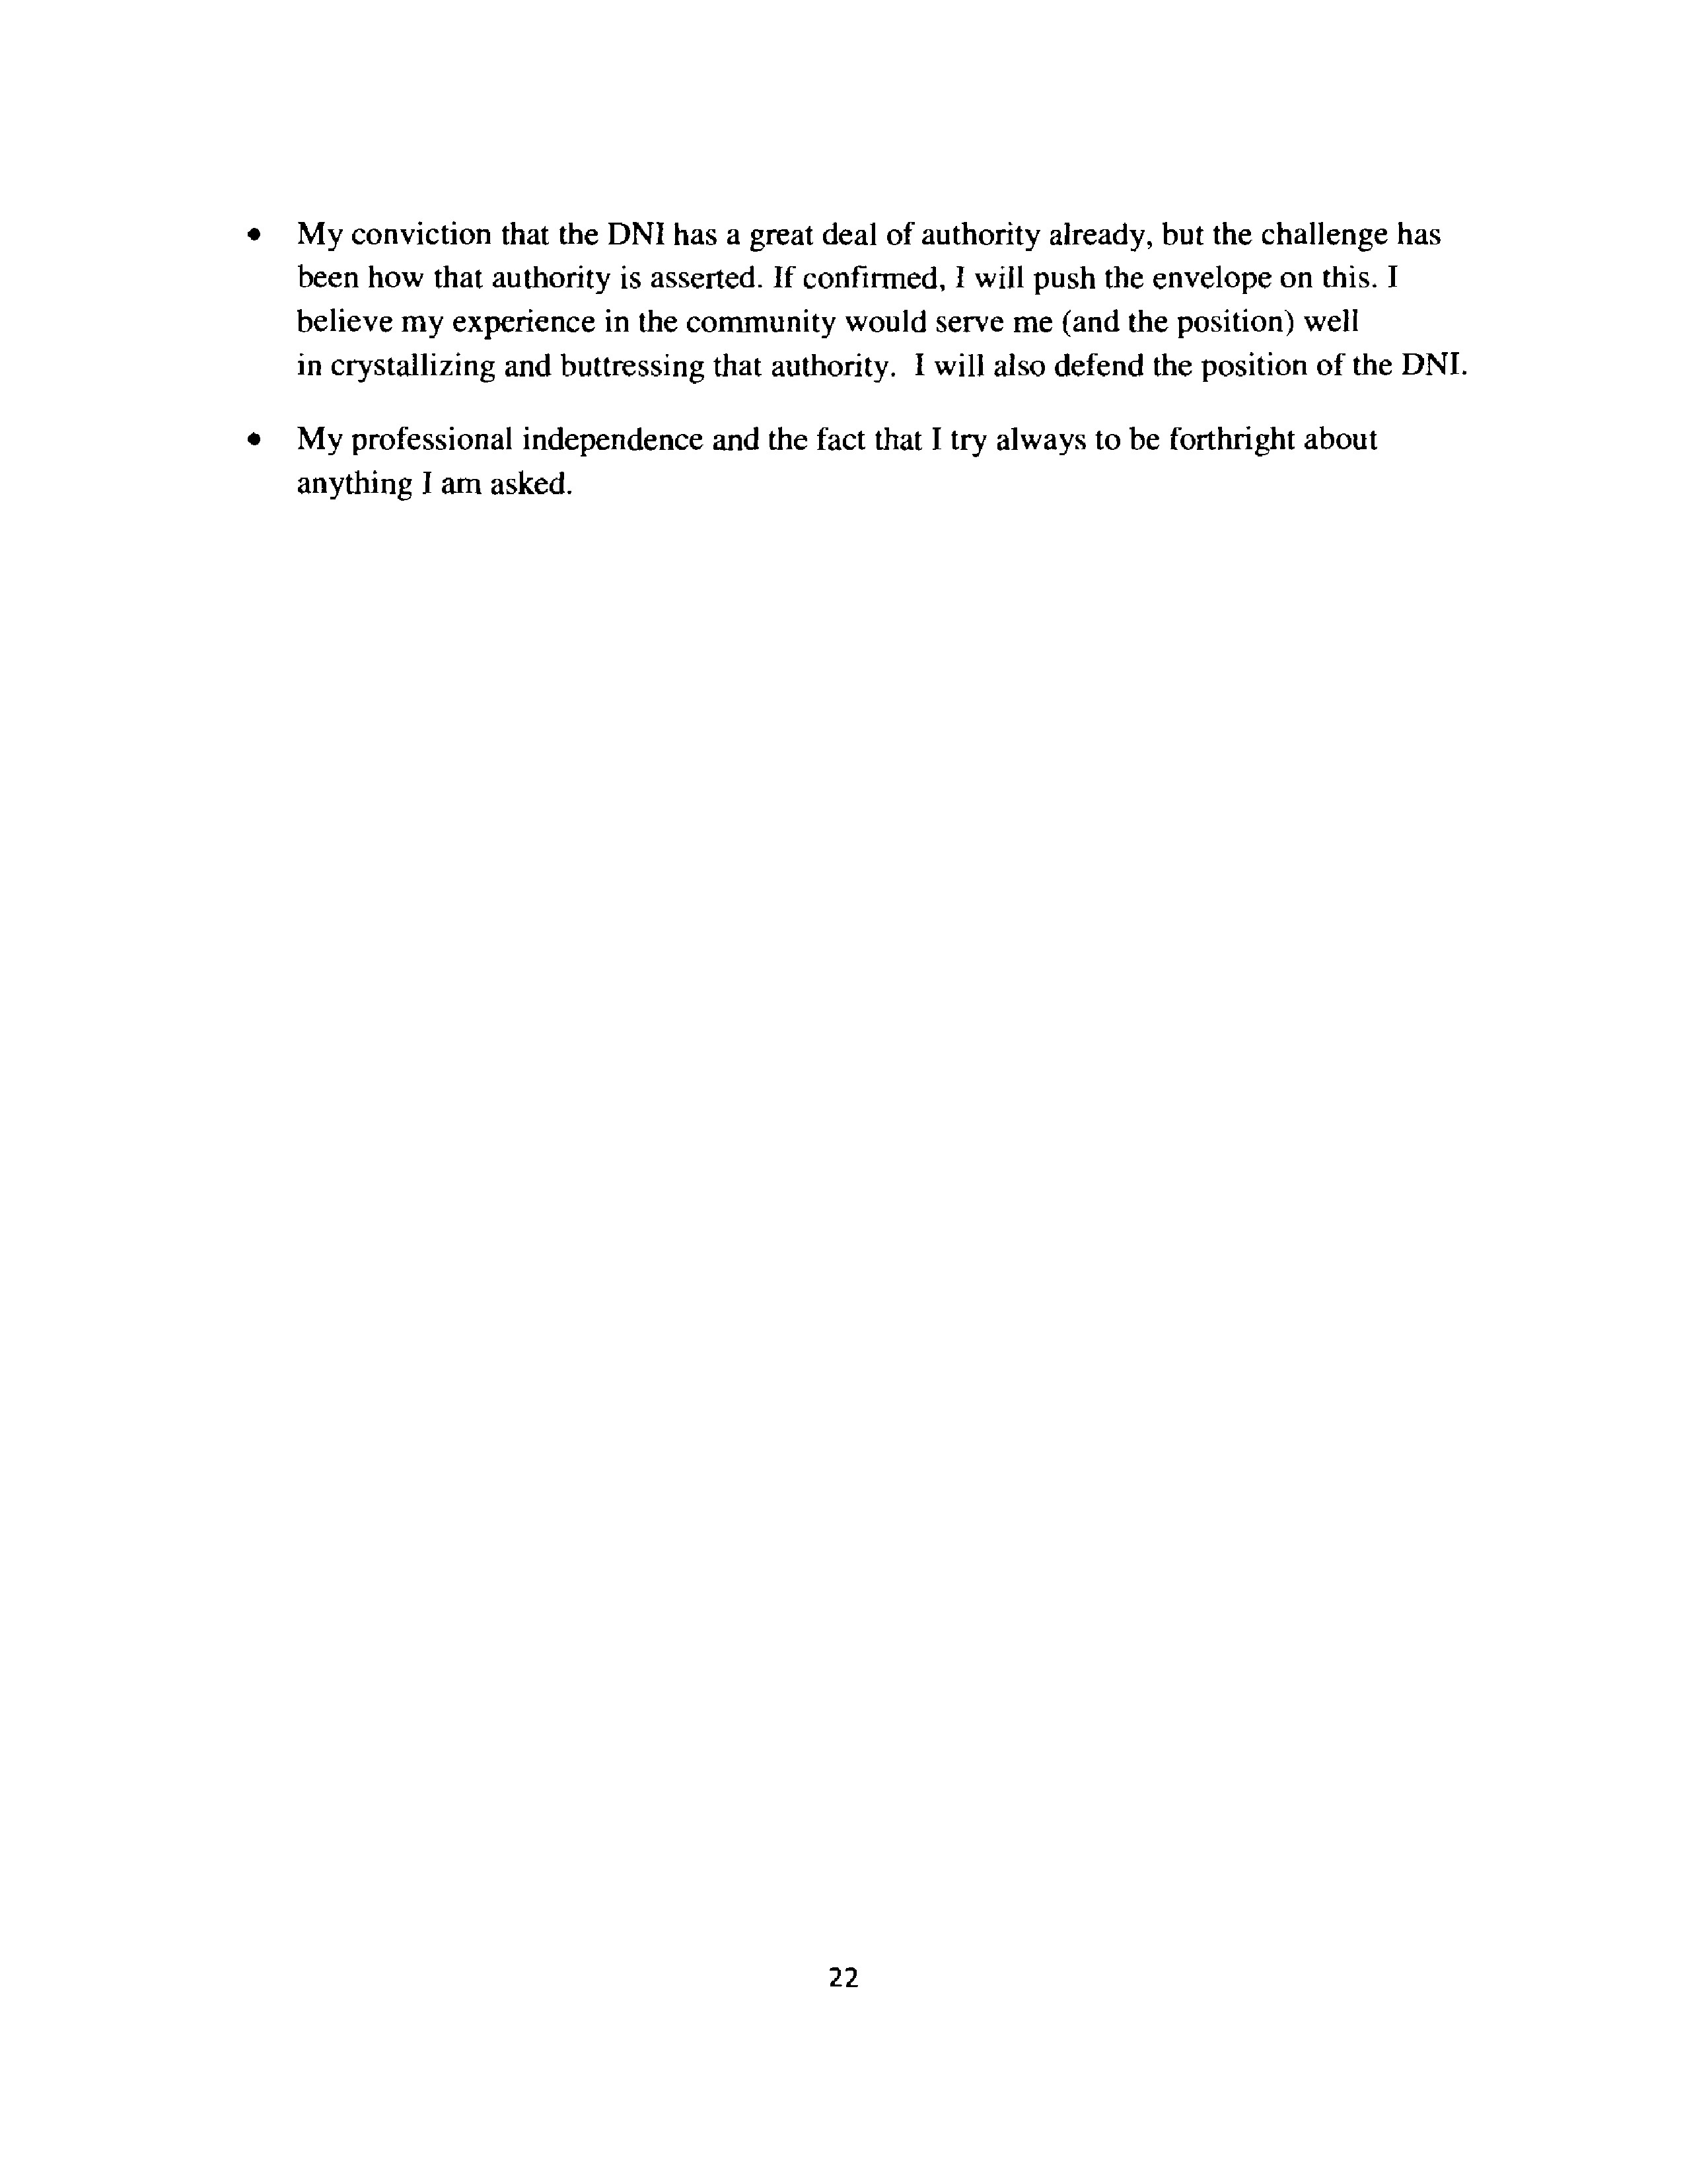 • My conviction that the DNI has a great deal of authority already, but the challenge has
been how that authority is asserted. If confirmed, I will push the envelope on this. I
believe my experience in the community would serve me (and the position) well
in crystallizing and buttressing that authority.  I will also defend the position of the DNI.
• My professional independence and the fact that I try always to be forthright about
anything I am asked.
22